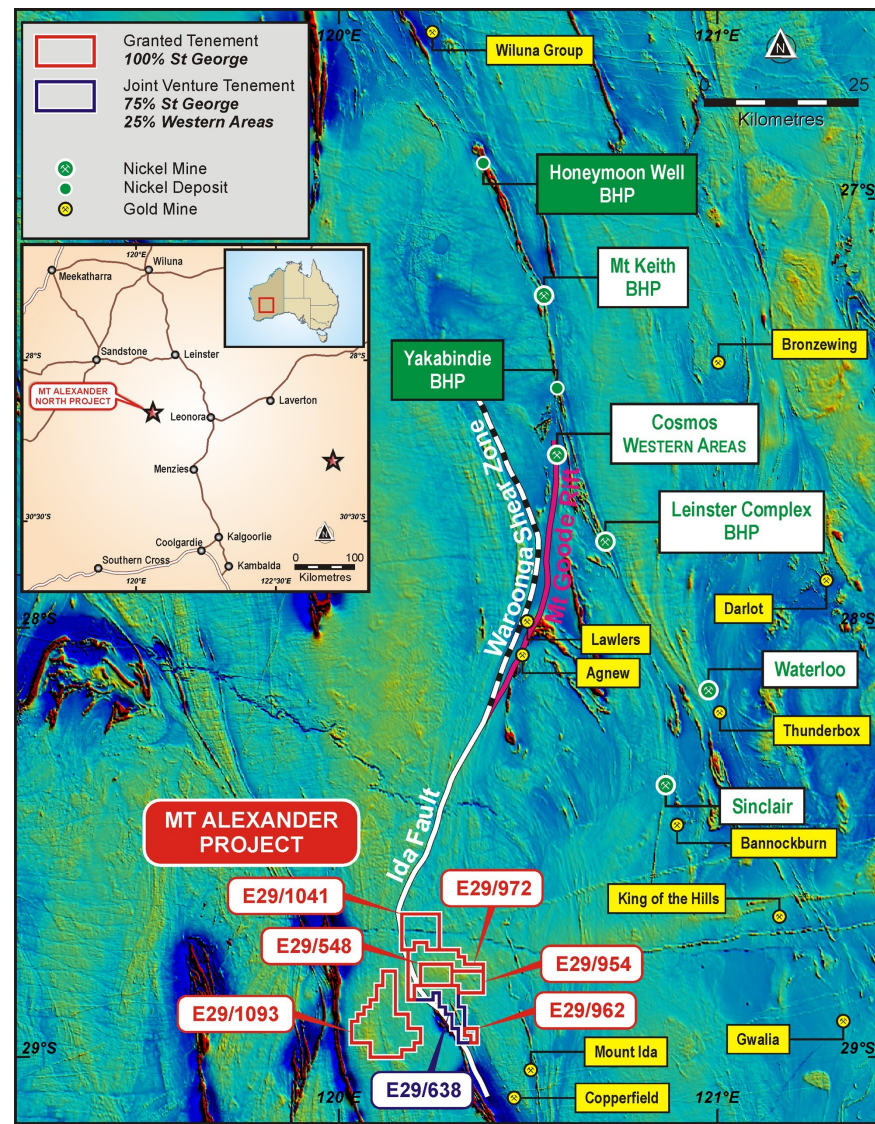 Granted Tenement
100% St George
Joint Venture Tenement
75% St George
25% Western Areas
Nickel Mine
Nickel Deposit
Gold Mine
120°E
121°E
N
0 25
Kilometres
Wiluna Group
Honeymoon Well
BHP
27°S
Mt Keith
BHP
Bronzewing
Yakabindie
BHP
Cosmos
WESTERN AREAS
Leinster Complex
BHP
Waroonga Shear Zone
Mt Goode Rift
Darlot
28°S
28°S
Lawlers
Agnew
Waterloo
Thunderbox
Sinclair
Bannockburn
Ida Fault
MT ALEXANDER
PROJECT
E29/1041
E29/972
King of the Hills
E29/548
E29/954
E29/1093
E29/962
Gwalia
29°S
29°S
Mount Ida
E29/638
Copperfield
120°E
121°E
120°E
Wiluna
Meekatharra
28°S
28°S
Sandstone
Leinster
MT ALEXANDER
NORTH PROJECT
Laverton
Leonora
Menzies
30°30'S
30°30'S
N
Coolgardie
Kalgoorlie
Southern Cross
Kambalda
0 100
Kilometres
120°E
122°30'E